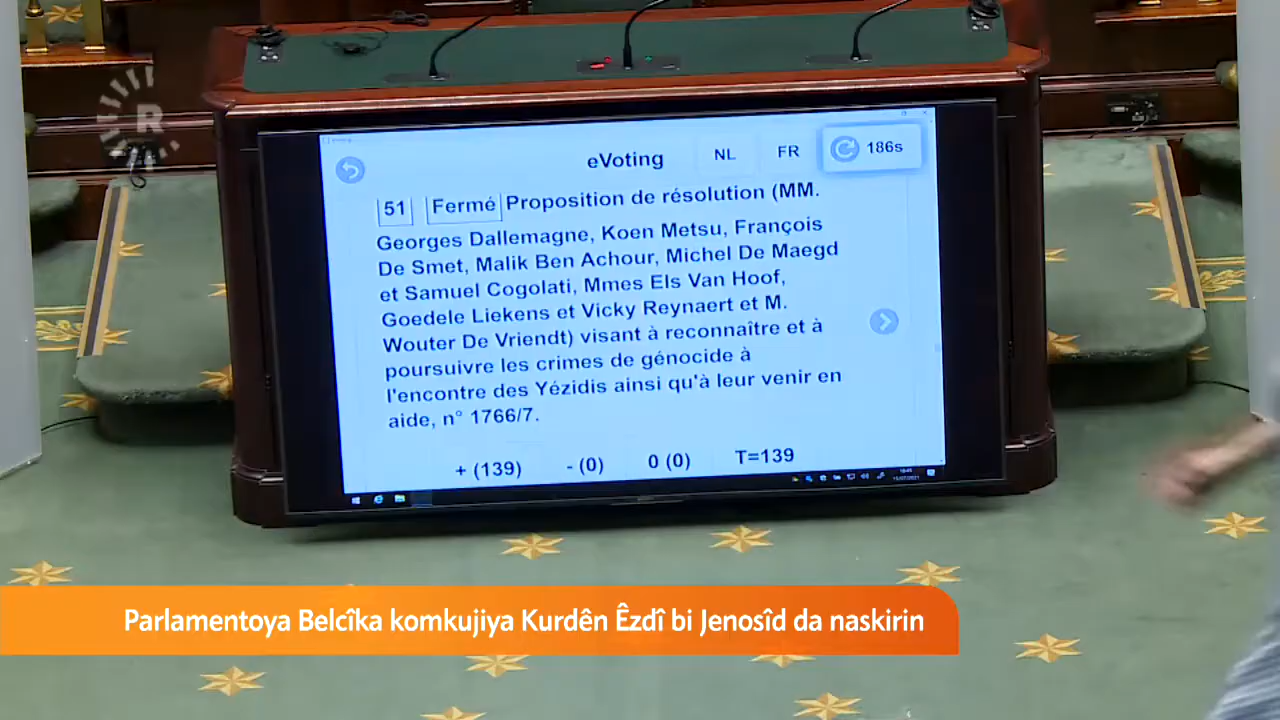 R
eVoting NL FR 186s
51 Fermé Proposition de résolution (MM.
Georges Dallemagne, Koen Metsu, François
De Smet, Malik Ben Achour, Michel De Maegd
et Samuel Cogolati, Mmes Els Van Hoof,
Goedele Liekens et Vicky Reynaert et M.
Wouter De Vriendt) visant à reconnaître et à
poursuivre les crimes de génocide à
l'encontre des Yézidis ainsi qu'à leur venir en
aide, n° 1766/7.
+ (139) - (0) 0 (0) T=139
Parlamentoya Belcîka komkujiya Kurdên Êzdî bi Jenosîd da naskirin